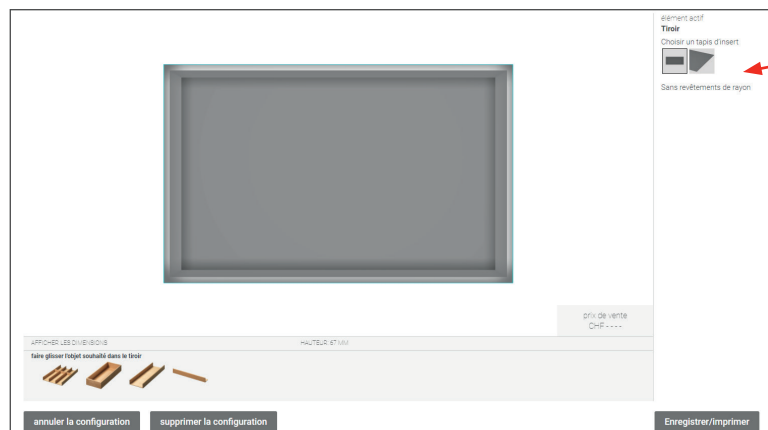 élément actif
Tiroir
Choisir un tapis d'insert
Sans revêtements de rayon
prix de vente
CHF - - - -
AFFICHER LES DIMENSIONS
HAUTEUR: 67 MM
faire glisser l'objet souhaité dans le tiroir
annuler la configuration
supprimer la configuration
Enregistrer/imprimer